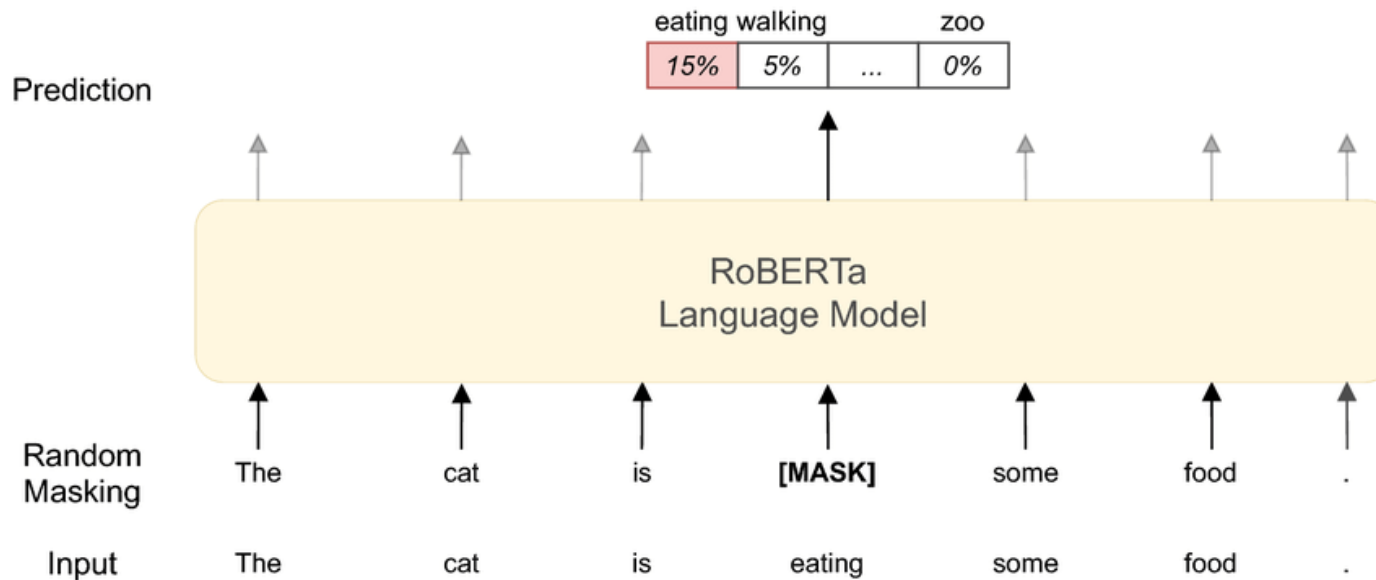 eating walking zoo
Prediction 15% 5% ... 0%
RoBERTa
Language Model
Random
Masking
The cat is [MASK] some food .
Input The cat is eating some food .